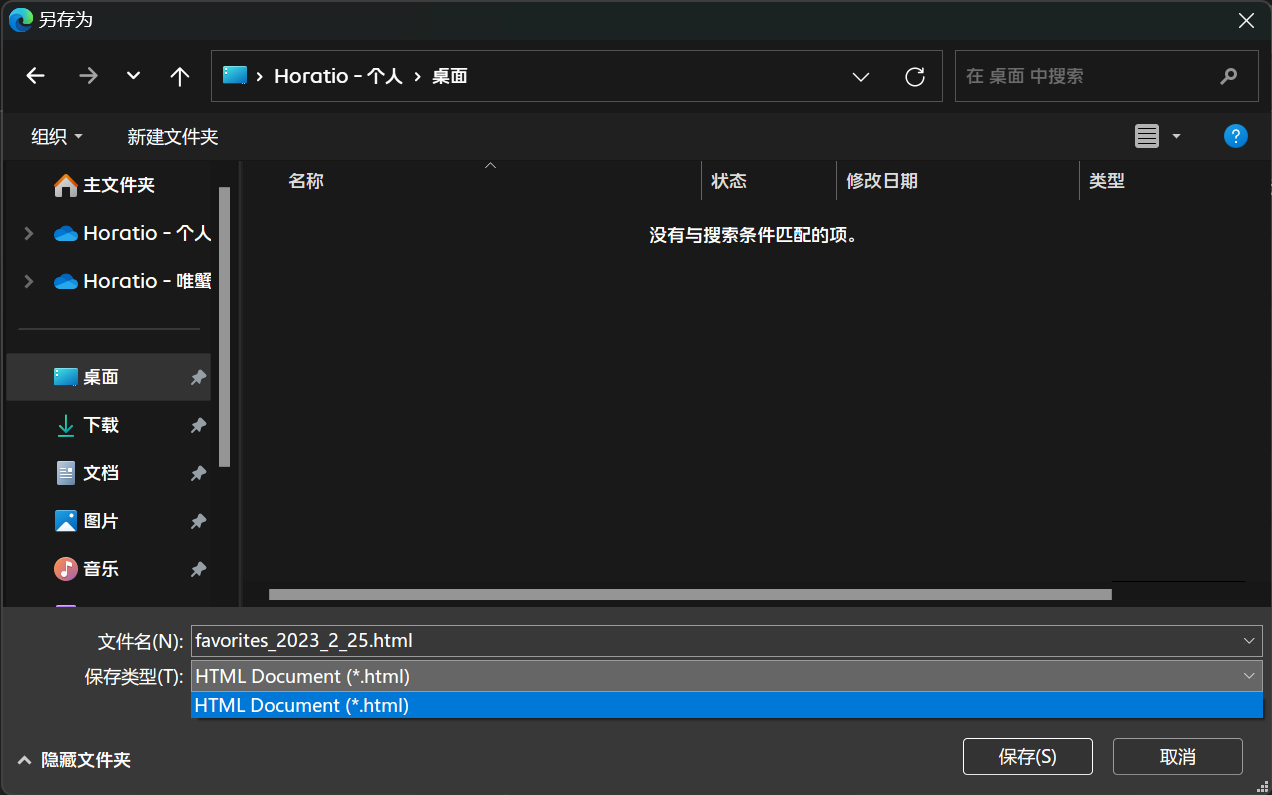 另存为
Horatio - 个人 › 桌面
在 桌面 中搜索
组织
新建文件夹
?
主文件夹
Horatio - 个人
Horatio - 唯蟹
桌面
下载
文档
图片
音乐
名称
状态
修改日期
类型
没有与搜索条件匹配的项。
文件名(N):
favorites_2023_2_25.html
保存类型(T):
HTML Document (*.html)
HTML Document (*.html)
隐藏文件夹
保存(S)
取消